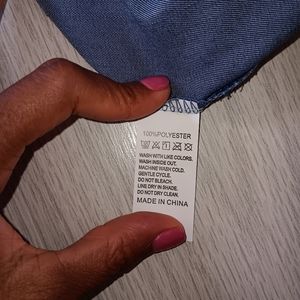 100%POLYESTER
WASH WITH LIKE COLORS.
WASH INSIDE OUT.
MACHINE WASH COLD.
GENTLE CYCLE.
DO NOT BLEACH.
LINE DRY IN SHADE.
DO NOT DRY CLEAN.
MADE IN CHINA